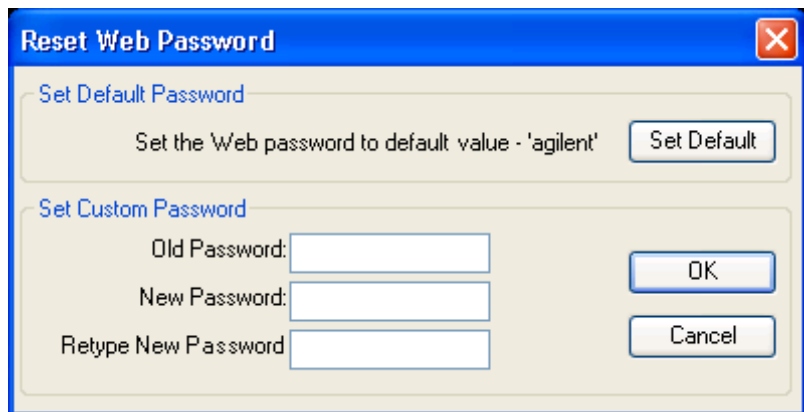 Reset Web Password
Set Default Password
Set the Web password to default value - 'agilent'
Set Default
Set Custom Password
Old Password:
New Password:
Retype New Password
OK
Cancel